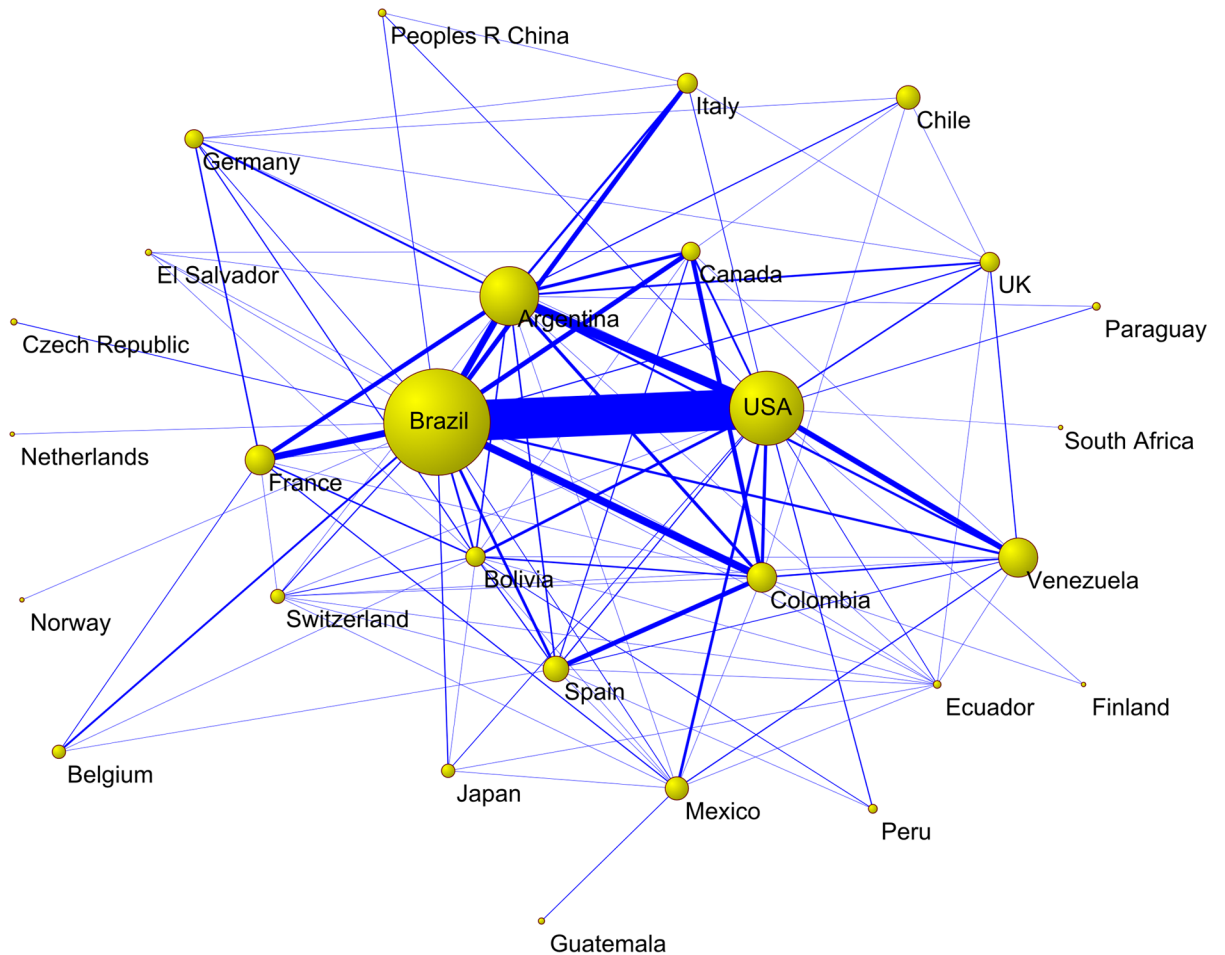 Peoples R China
Italy
Chile
Germany
El Salvador
Canada
UK
Argentina
Paraguay
Czech Republic
Brazil
USA
South Africa
Netherlands
France
Bolivia
Venezuela
Colombia
Norway
Switzerland
Spain
Ecuador
Finland
Belgium
Japan
Mexico
Peru
Guatemala